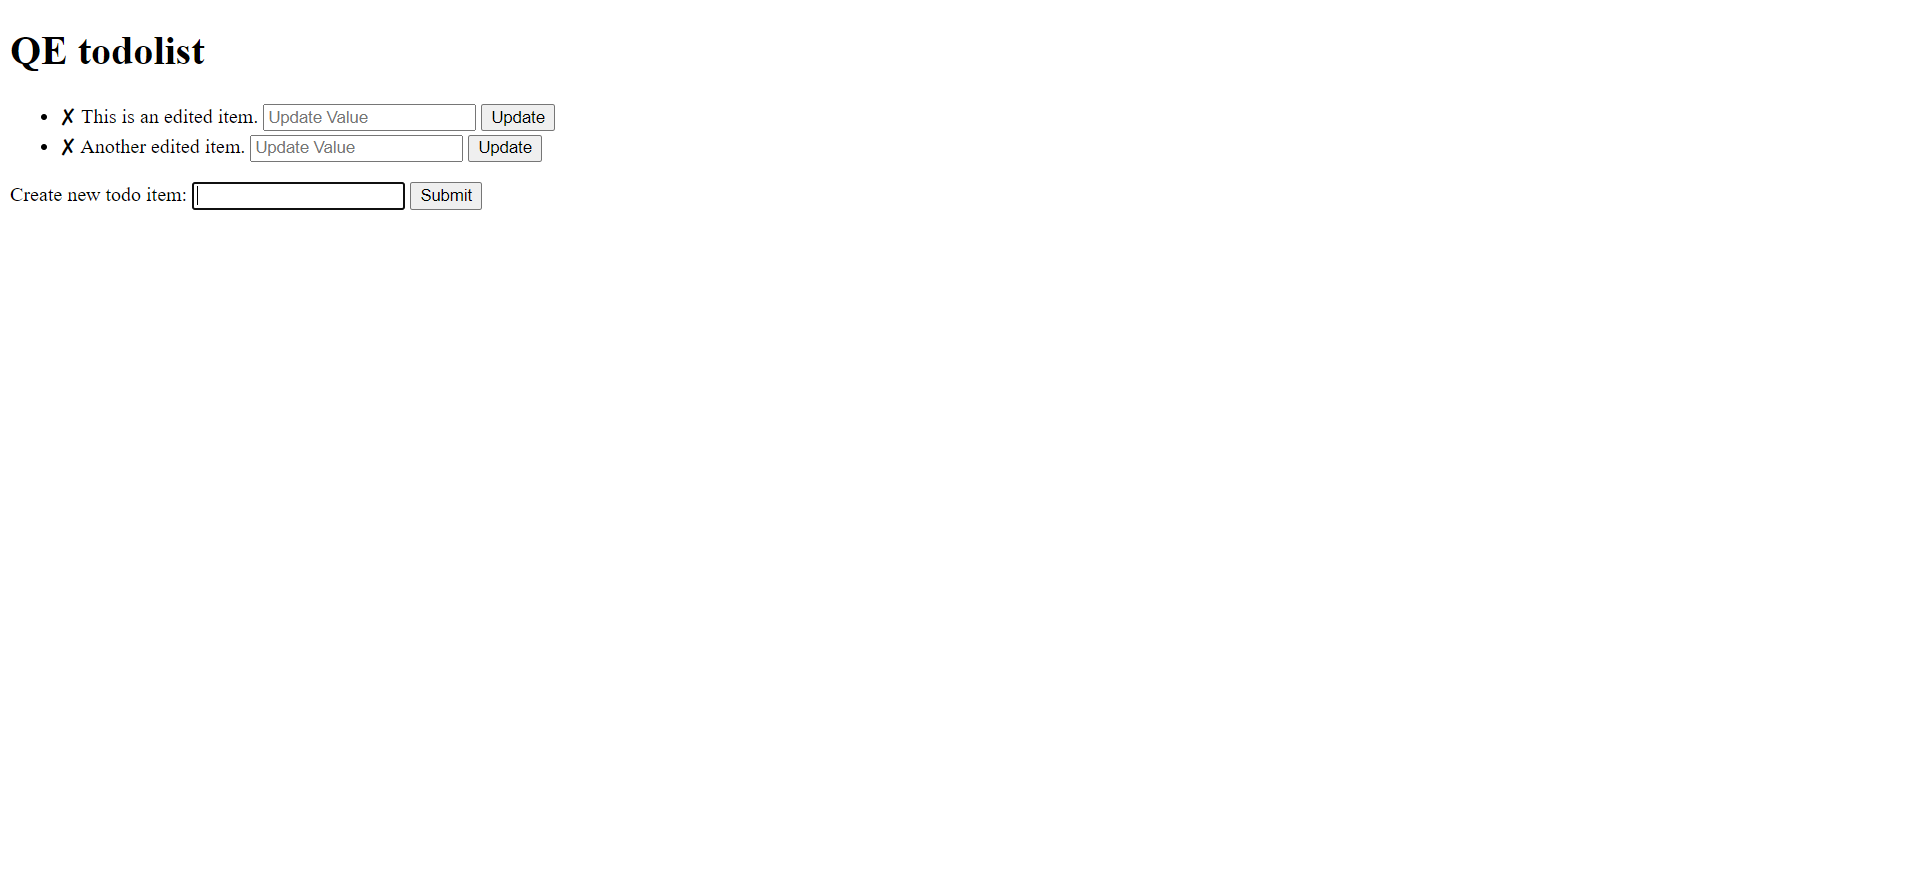 QE todolist
✗ This is an edited item. Update Value Update
✗ Another edited item. Update Value Update
Create new todo item: Submit